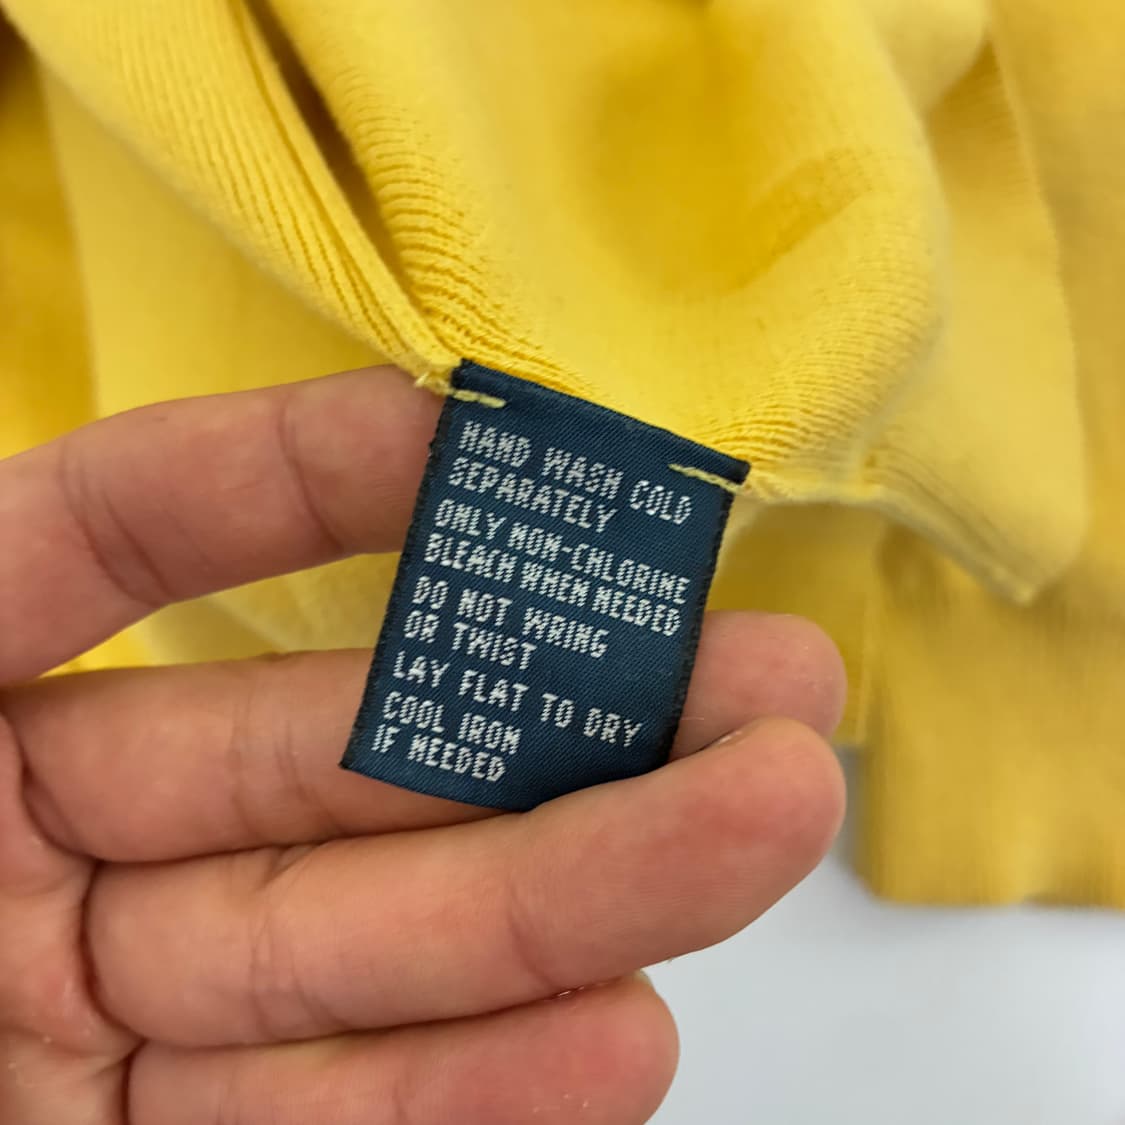 HAND WASH COLD
SEPARATELY
ONLY NON-CHLORINE
BLEACH WHEN NEEDED
DO NOT WRING
OR TWIST
LAY FLAT TO DRY
COOL IRON
IF NEEDED